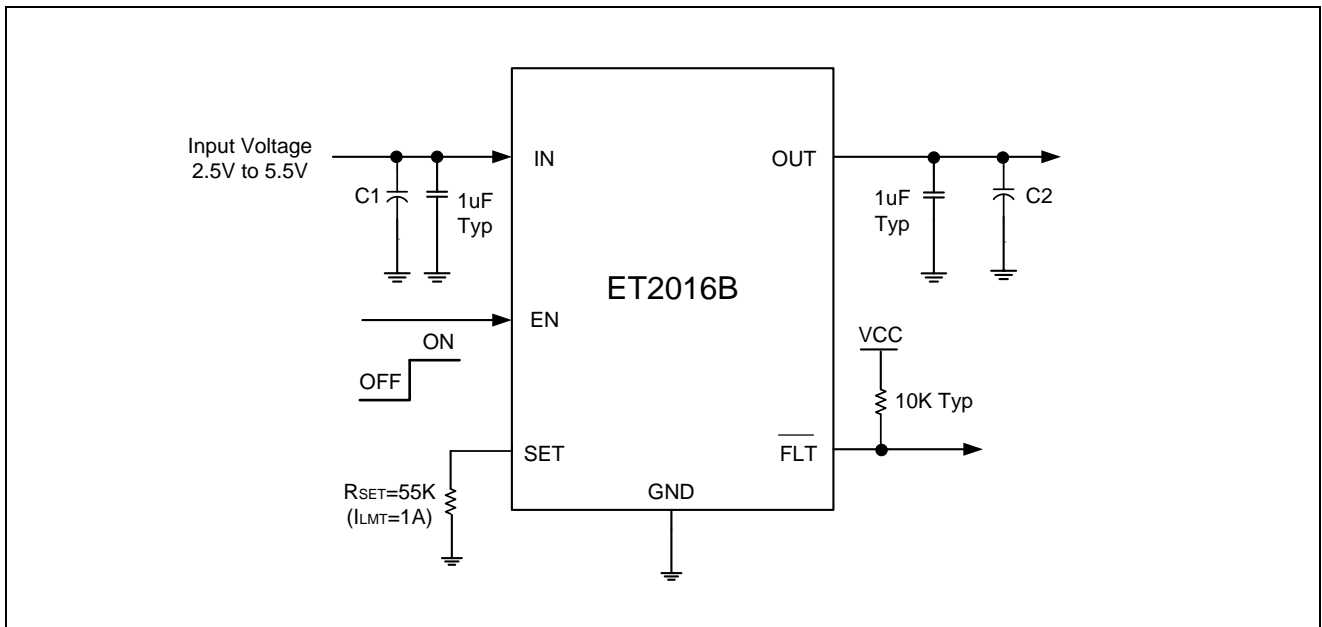 Input Voltage
2.5V to 5.5V
C1
1uF
Typ
IN
OUT
1uF
Typ
C2
ET2016B
EN
ON
OFF
VCC
10K Typ
SET
FLT
RSET=55K
(ILMT=1A)
GND